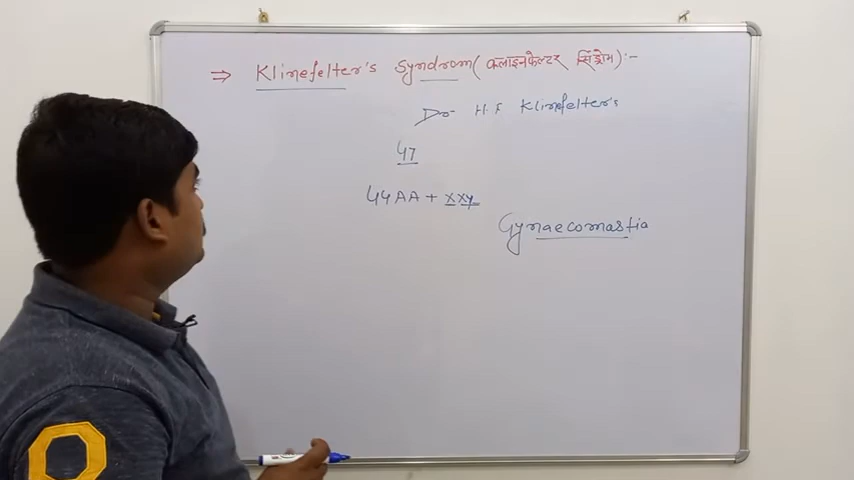 ⇒ Klinefelter's Syndrom( क्लाइनफेल्टर सिंड्रोम):-
Dr- H.F Klinefelter's
47
44AA + xxy
Gynaecomastia